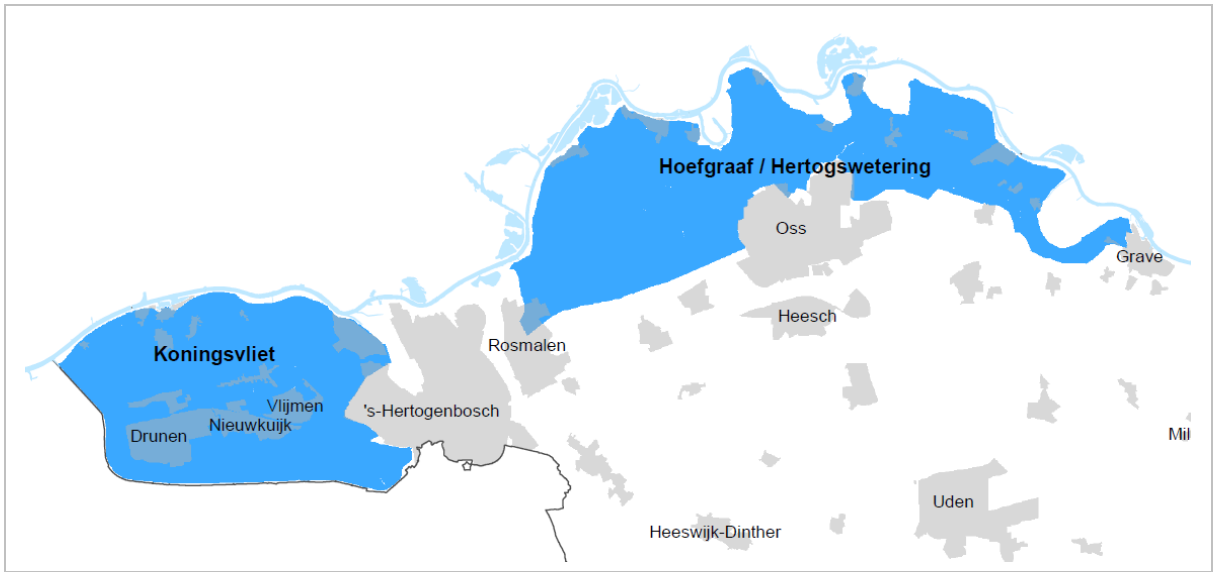 Hoefgraaf / Hertogswetering
Oss
Grave
Heesch
Rosmalen
Koningsvliet
Vlijmen
's-Hertogenbosch
Nieuwkuijk
Drunen
Mil
Uden
Heeswijk-Dinther